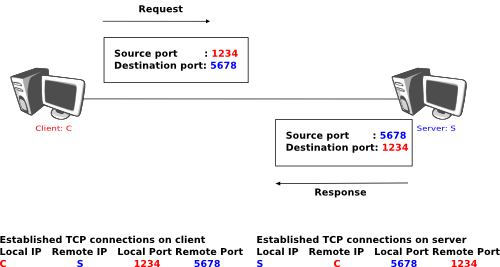 Request
Source port : 1234
Destination port: 5678
Client: C
Server: S
Source port : 5678
Destination port: 1234
Response
Established TCP connections on client
Local IP Remote IP Local Port Remote Port
C S 1234 5678
Established TCP connections on server
Local IP Remote IP Local Port Remote Port
S C 5678 1234